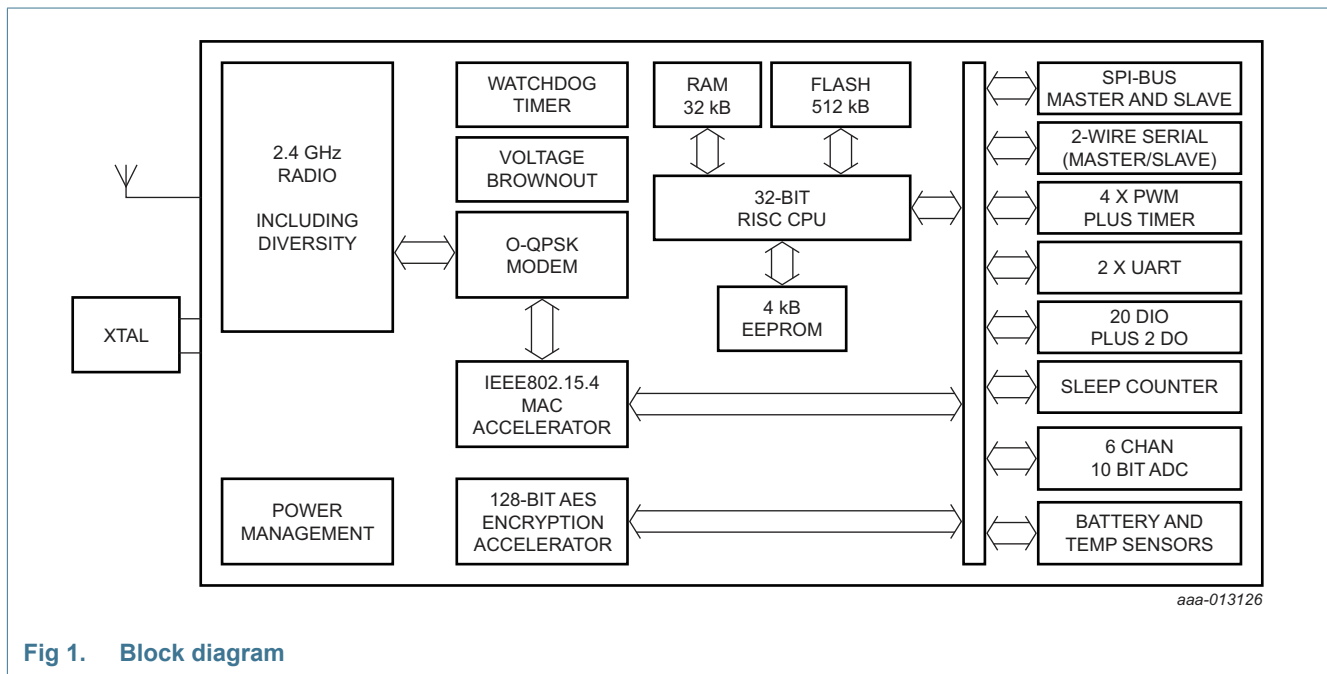 XTAL
2.4 GHz
RADIO
INCLUDING
DIVERSITY
POWER
MANAGEMENT
WATCHDOG
TIMER
VOLTAGE
BROWNOUT
O-QPSK
MODEM
IEEE802.15.4
MAC
ACCELERATOR
128-BIT AES
ENCRYPTION
ACCELERATOR
RAM
32 kB
FLASH
512 kB
32-BIT
RISC CPU
4 kB
EEPROM
SPI-BUS
MASTER AND SLAVE
2-WIRE SERIAL
(MASTER/SLAVE)
4 X PWM
PLUS TIMER
2 X UART
20 DIO
PLUS 2 DO
SLEEP COUNTER
6 CHAN
10 BIT ADC
BATTERY AND
TEMP SENSORS
aaa-013126
Fig 1. Block diagram